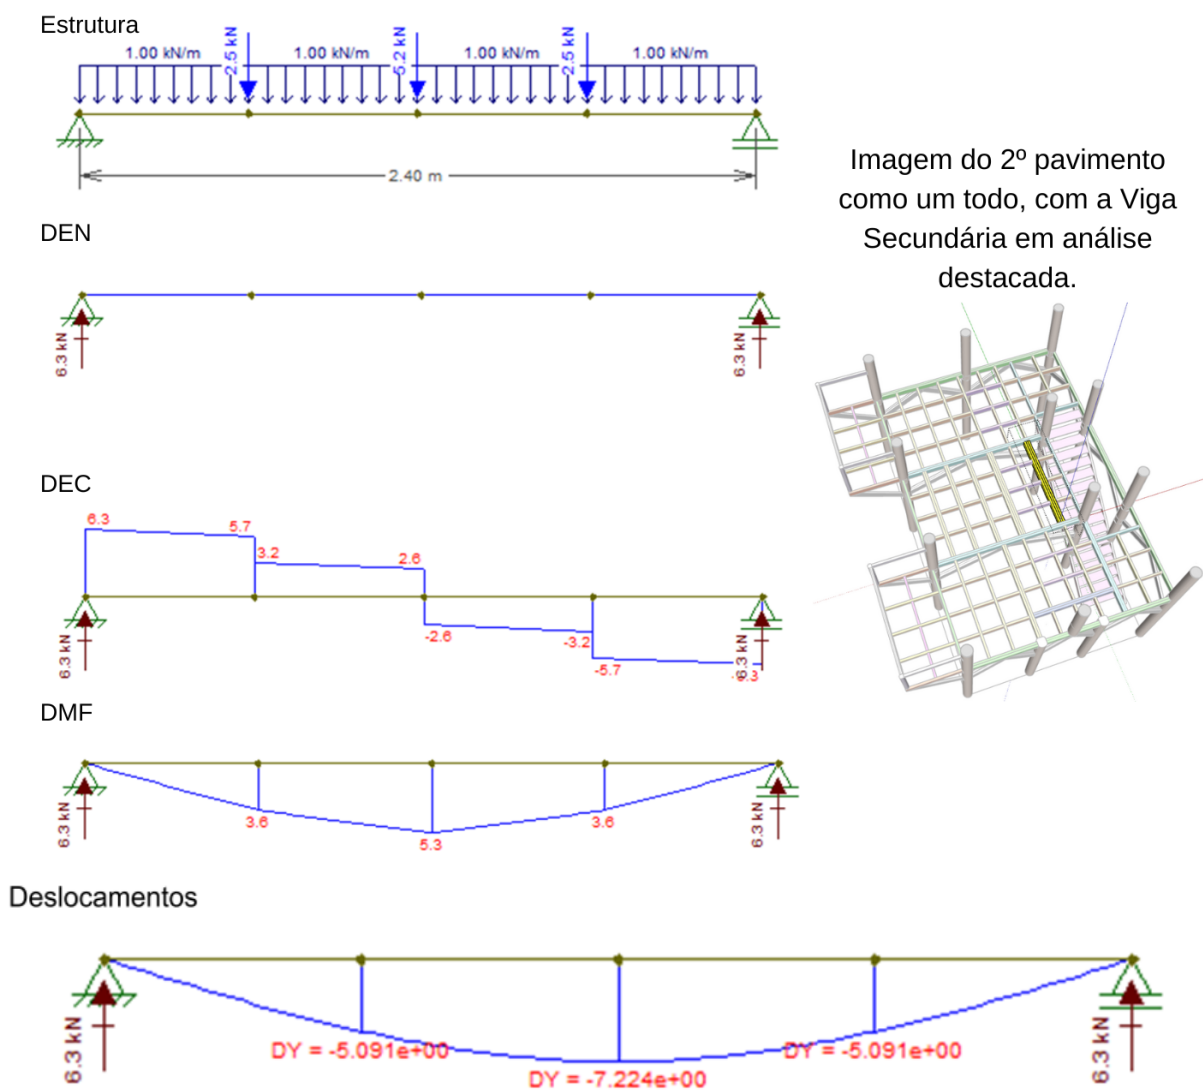 Estrutura
1.00 kN/m
2.5 kN
1.00 kN/m
5.2 kN
1.00 kN/m
2.5 kN
1.00 kN/m
2.40 m
Imagem do 2º pavimento
como um todo, com a Viga
Secundária em análise
destacada.
DEN
6.3 kN
6.3 kN
DEC
6.3
5.7
3.2
2.6
-2.6
-3.2
-5.7
6.3 kN
6.3 kN
DMF
3.6
5.3
3.6
6.3 kN
6.3 kN
Deslocamentos
DY = -5.091e+00
DY = -7.224e+00
DY = -5.091e+00
6.3 kN
6.3 kN